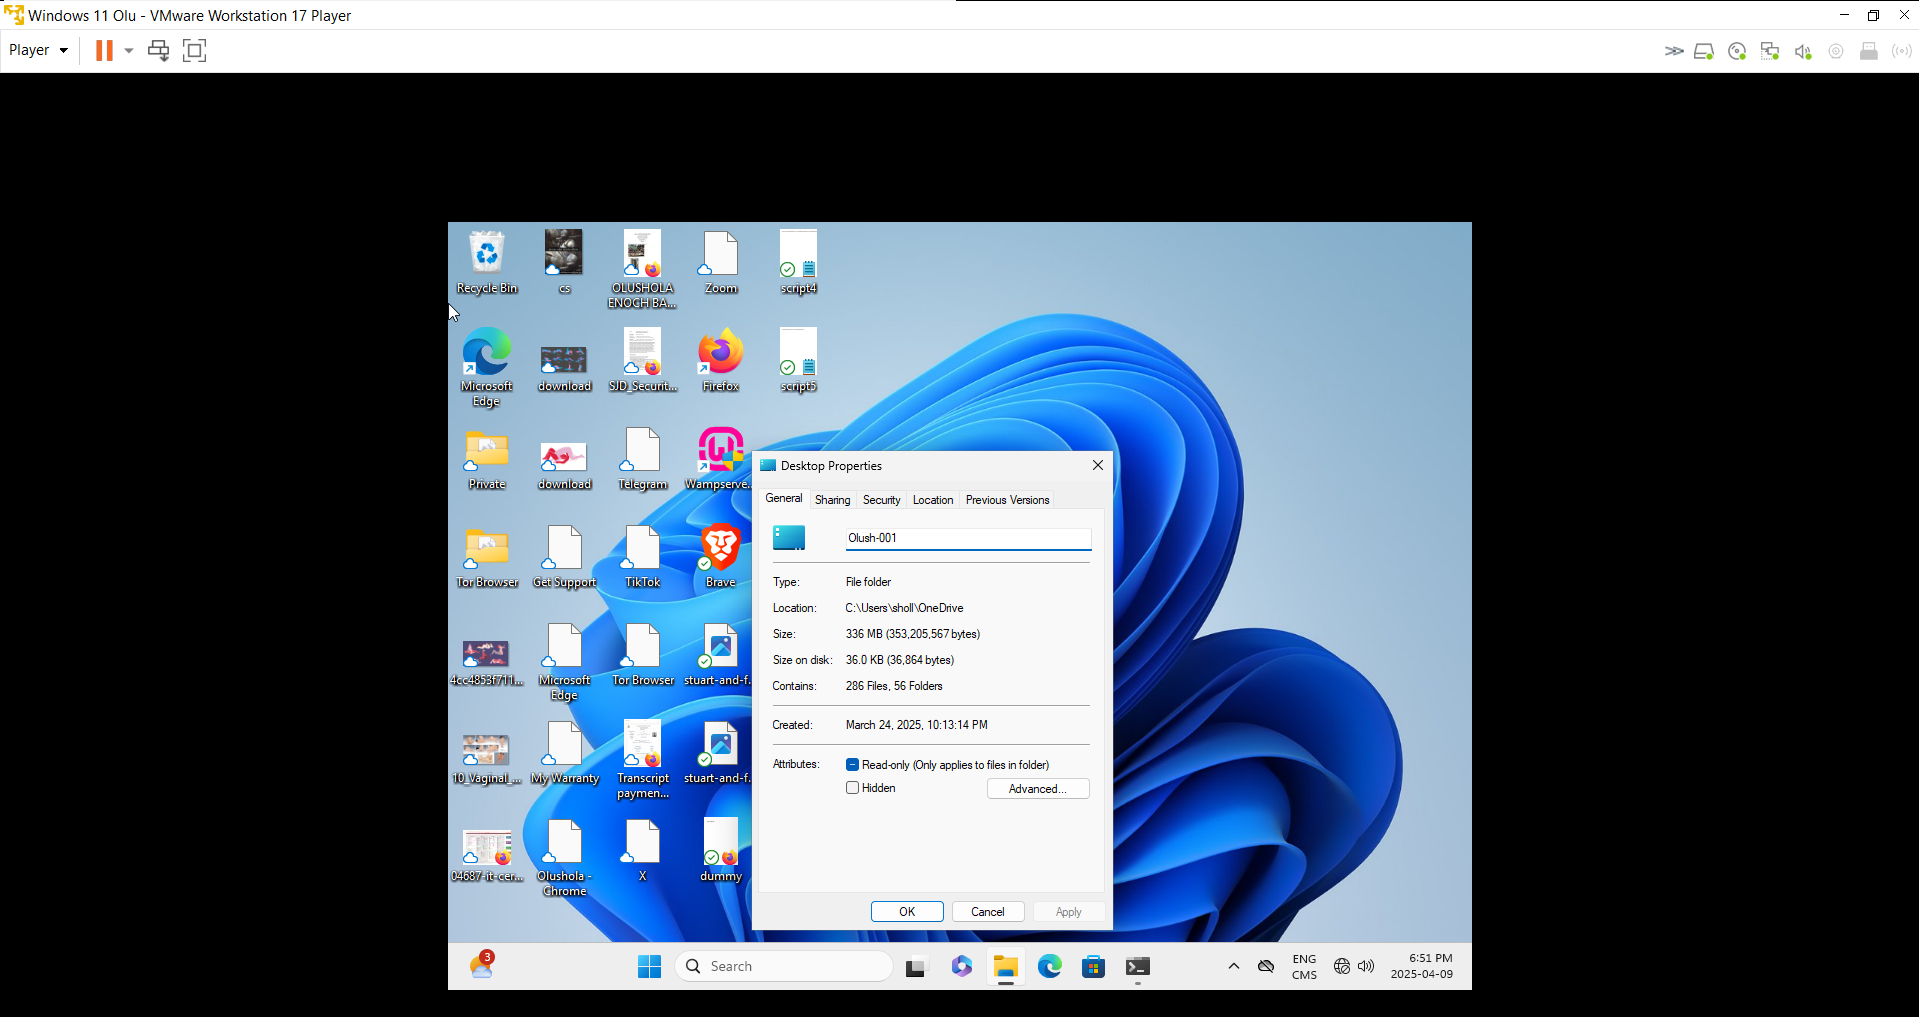 Windows 11 Olu - VMware Workstation 17 Player
Player
Recycle Bin
cs
OLUSHOLA
ENOCH BA...
Zoom
script4
Microsoft
Edge
download
SJD_Securit...
Firefox
script5
Private
download
Telegram
Wampserve...
Tor Browser
Get Support
TikTok
Brave
4cc4853f711...
Microsoft
Edge
Tor Browser
stuart-and-f...
10_Vaginal_...
My Warranty
Transcript
paymen...
stuart-and-f...
04687-it-cer...
Olushola -
Chrome
X
dummy
Desktop Properties
General
Sharing
Security
Location
Previous Versions
Olush-001
Type: File folder
Location: C:\Users\sholl\OneDrive
Size: 336 MB (353,205,567 bytes)
Size on disk: 36.0 KB (36,864 bytes)
Contains: 286 Files, 56 Folders
Created: March 24, 2025, 10:13:14 PM
Attributes: Read-only (Only applies to files in folder)
Hidden
Advanced...
OK
Cancel
Apply
3
Search
ENG
CMS
6:51 PM
2025-04-09